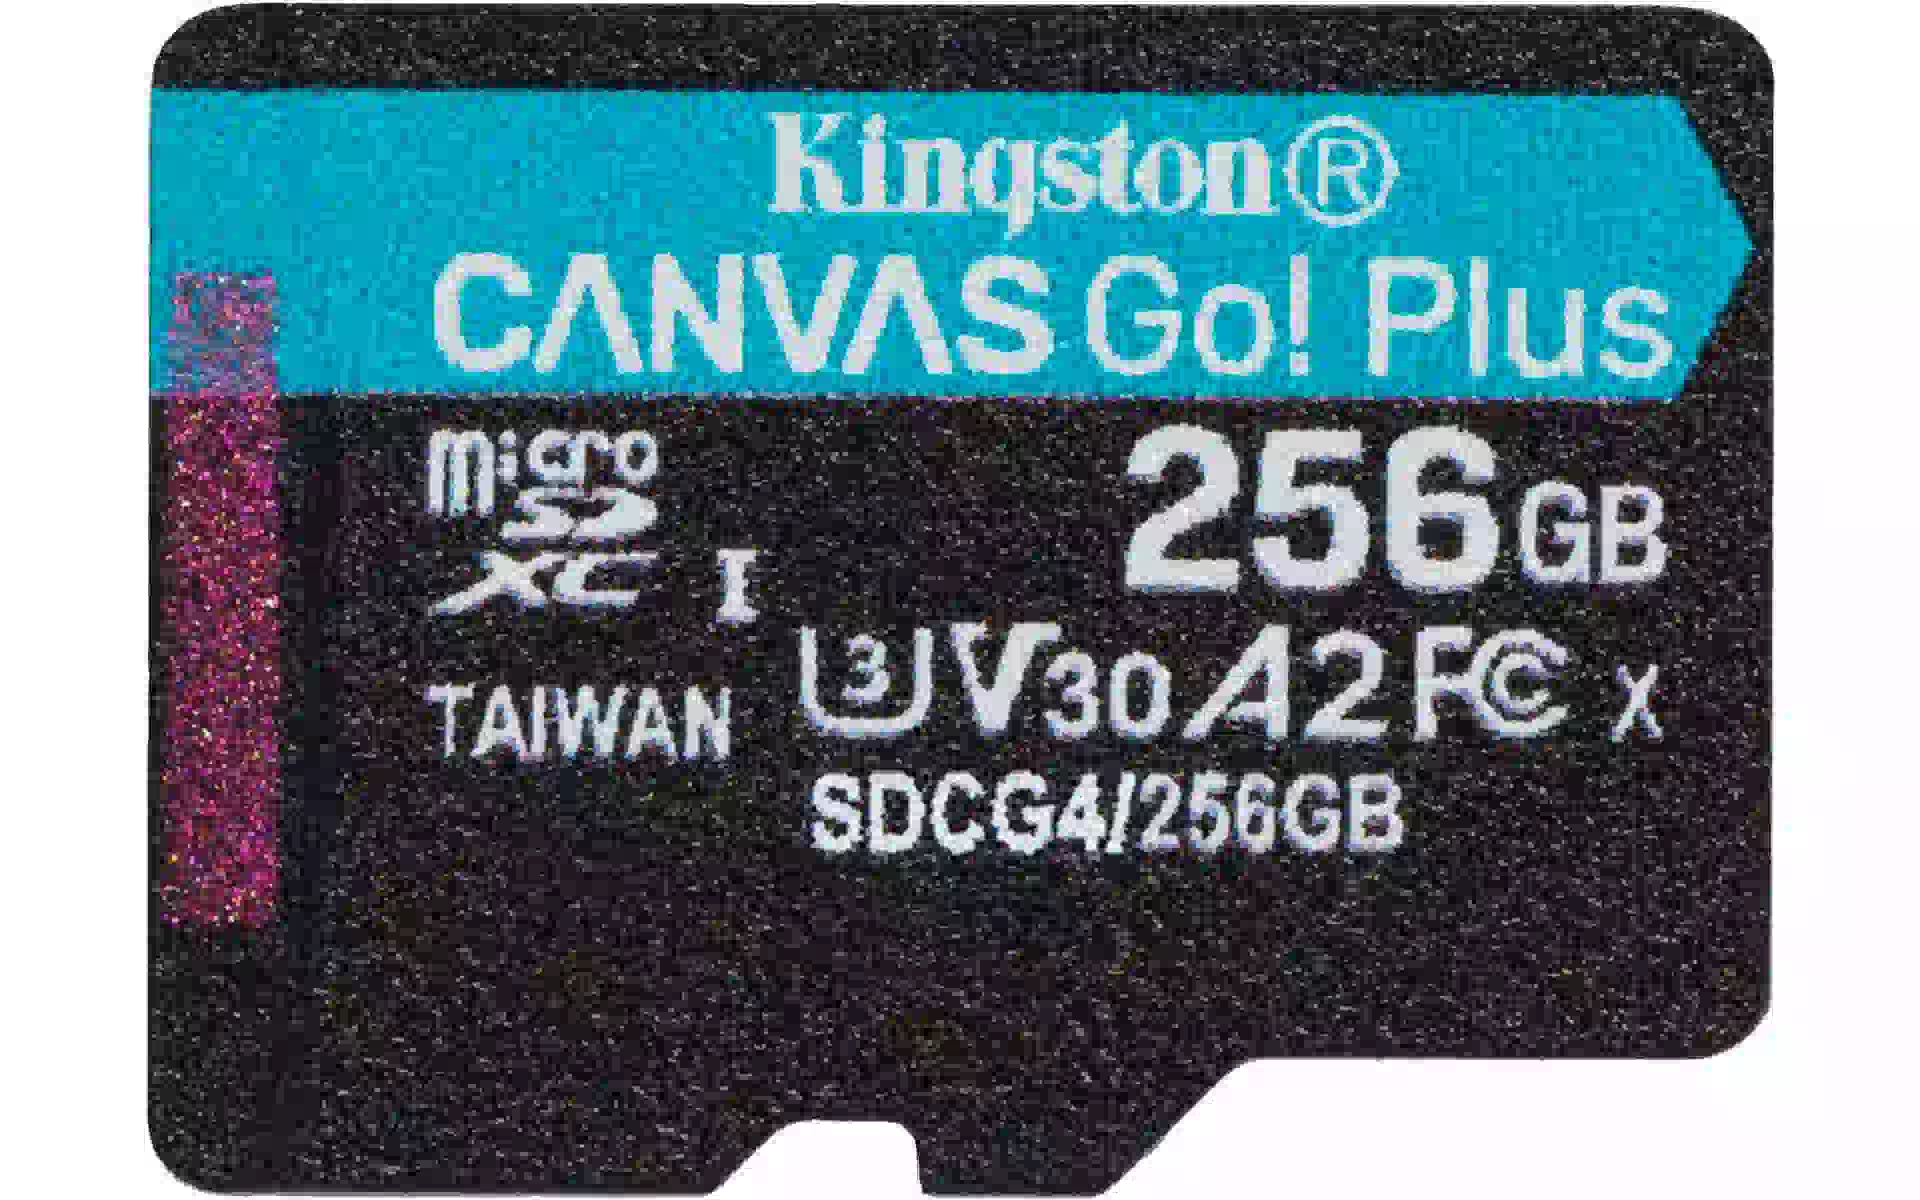 Kingston®
CANVAS Go! Plus
micro SD XC I
256GB
U3 V30 A2 FC X
TAIWAN
SDCG4/256GB